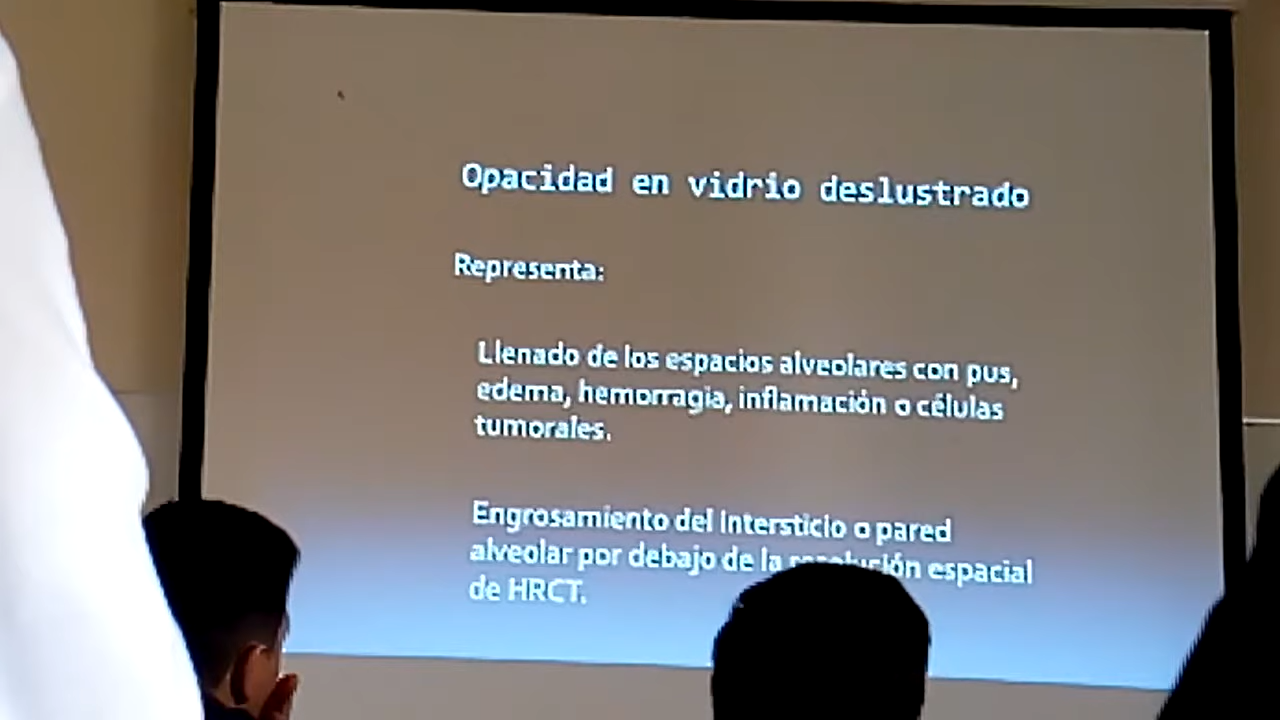 Opacidad en vidrio deslustrado
Representa:
Llenado de los espacios alveolares con pus,
edema, hemorragia, inflamación o células
tumorales.
Engrosamiento del intersticio o pared
alveolar por debajo de la resolución espacial
de HRCT.